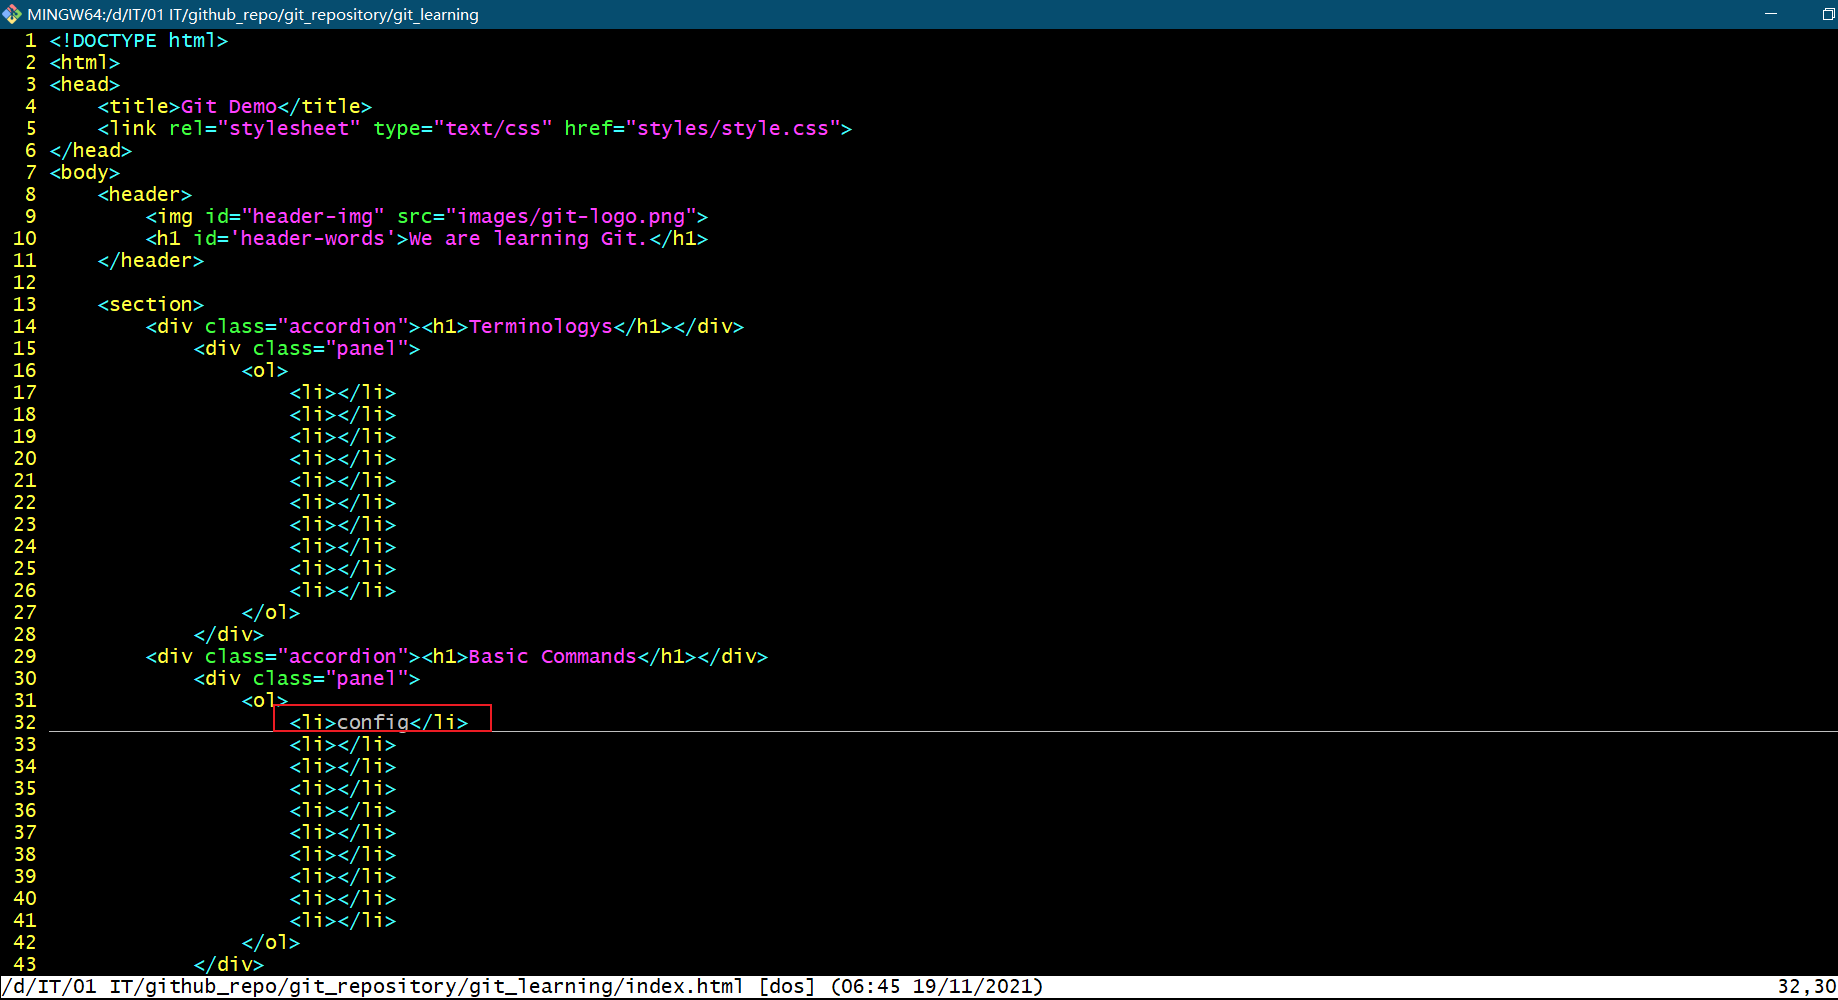 MINGW64:/d/IT/01 IT/github_repo/git_repository/git_learning
1 <!DOCTYPE html>
2 <html>
3 <head>
4     <title>Git Demo</title>
5     <link rel="stylesheet" type="text/css" href="styles/style.css">
6 </head>
7 <body>
8     <header>
9         <img id="header-img" src="images/git-logo.png">
10         <h1 id='header-words'>We are learning Git.</h1>
11     </header>
12
13     <section>
14         <div class="accordion"><h1>Terminologys</h1></div>
15             <div class="panel">
16                 <ol>
17                     <li></li>
18                     <li></li>
19                     <li></li>
20                     <li></li>
21                     <li></li>
22                     <li></li>
23                     <li></li>
24                     <li></li>
25                     <li></li>
26                     <li></li>
27                 </ol>
28             </div>
29         <div class="accordion"><h1>Basic Commands</h1></div>
30             <div class="panel">
31                 <ol>
32                     <li>config</li>
33                     <li></li>
34                     <li></li>
35                     <li></li>
36                     <li></li>
37                     <li></li>
38                     <li></li>
39                     <li></li>
40                     <li></li>
41                     <li></li>
42                 </ol>
43             </div>
/d/IT/01 IT/github_repo/git_repository/git_learning/index.html [dos] (06:45 19/11/2021) 32,30